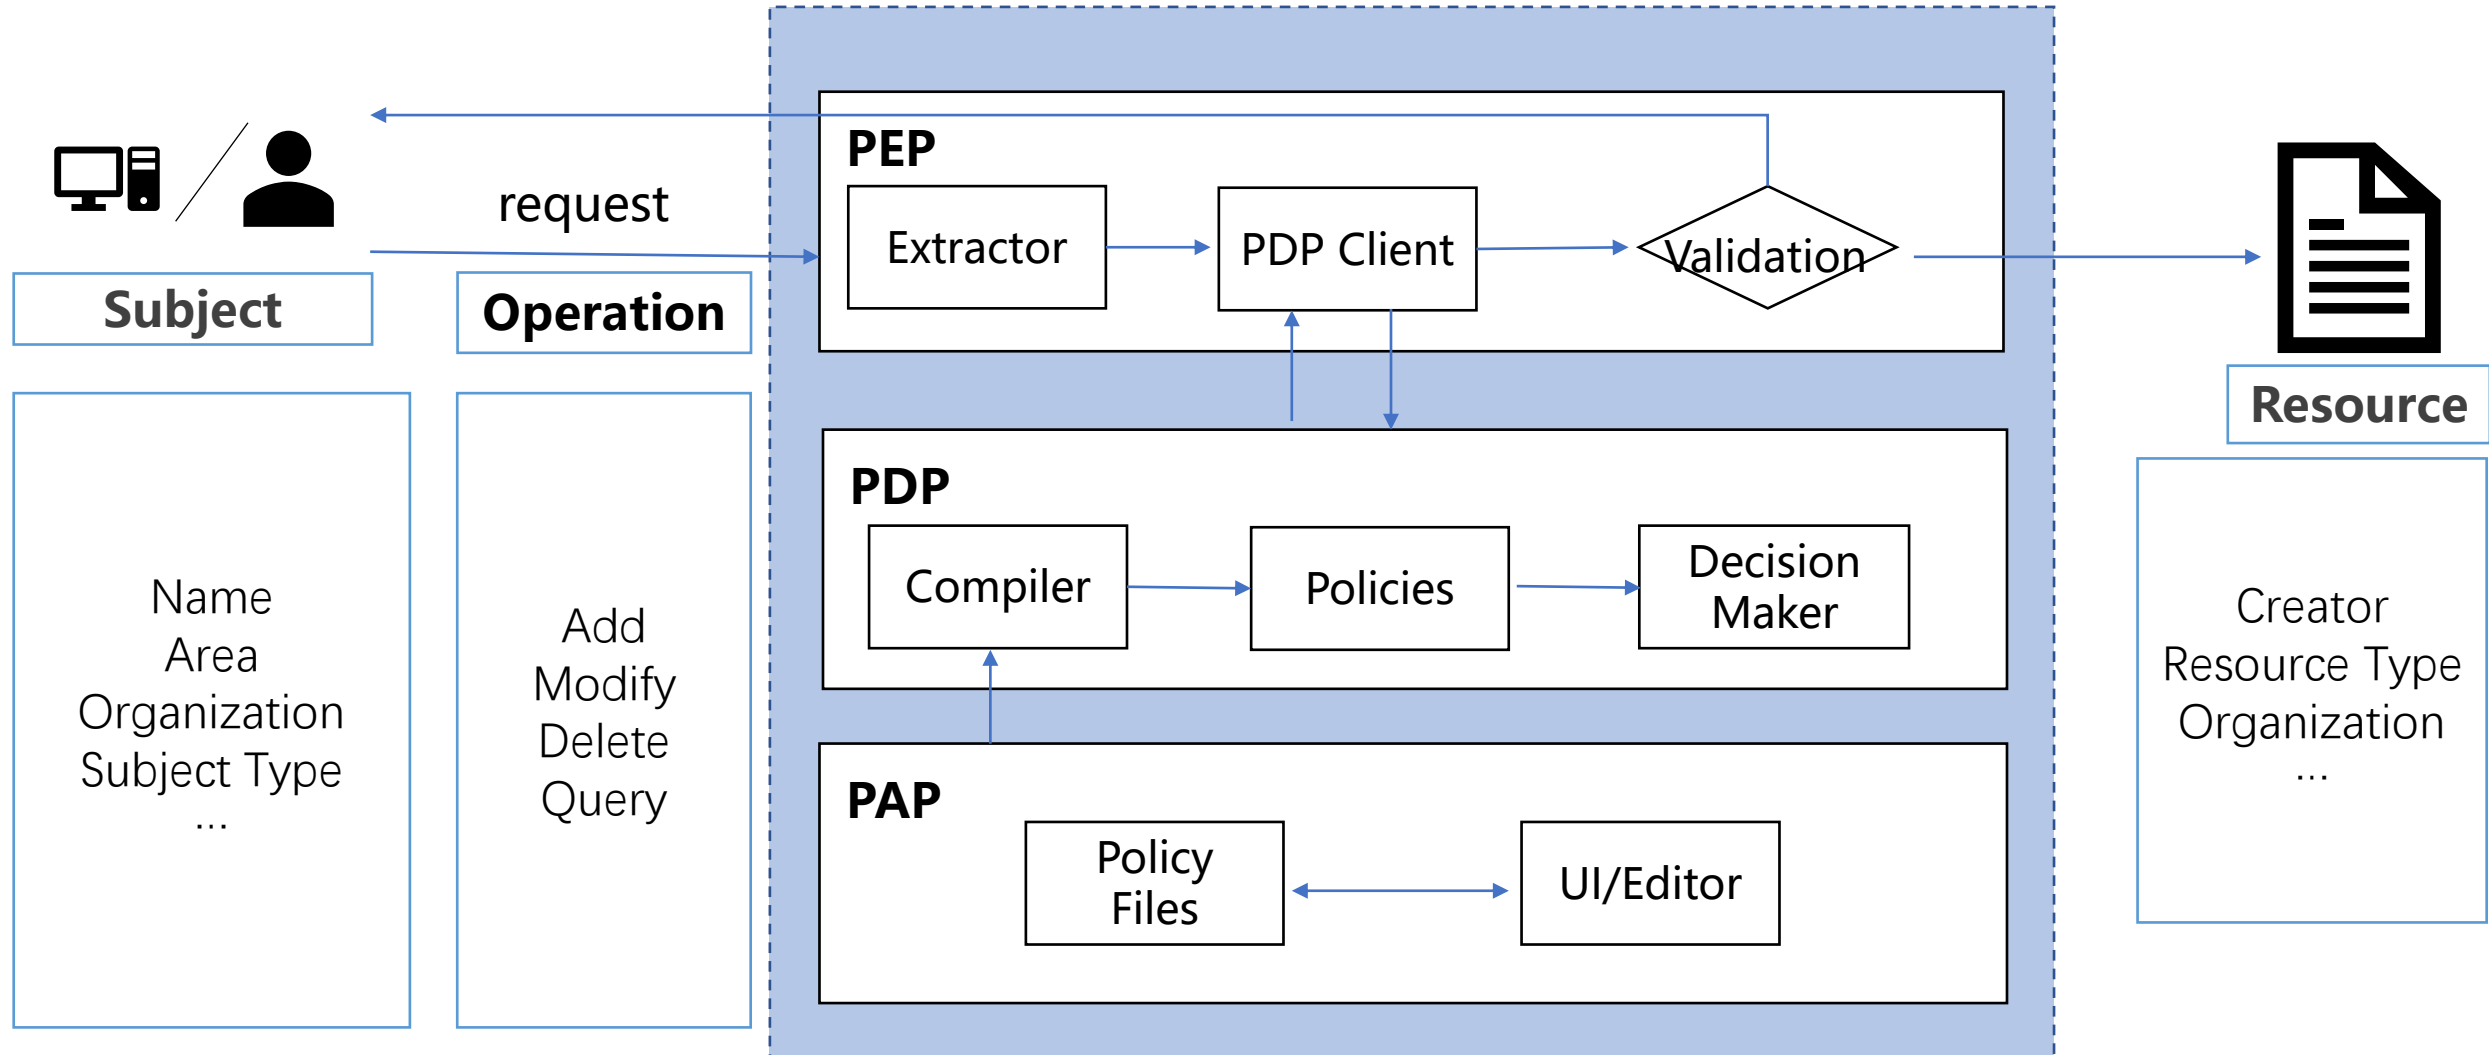 request
Subject
Operation
Name
Area
Organization
Subject Type
...
Add
Modify
Delete
Query
PEP
Extractor
PDP Client
Validation
PDP
Compiler
Policies
Decision
Maker
PAP
Policy
Files
UI/Editor
Resource
Creator
Resource Type
Organization
...